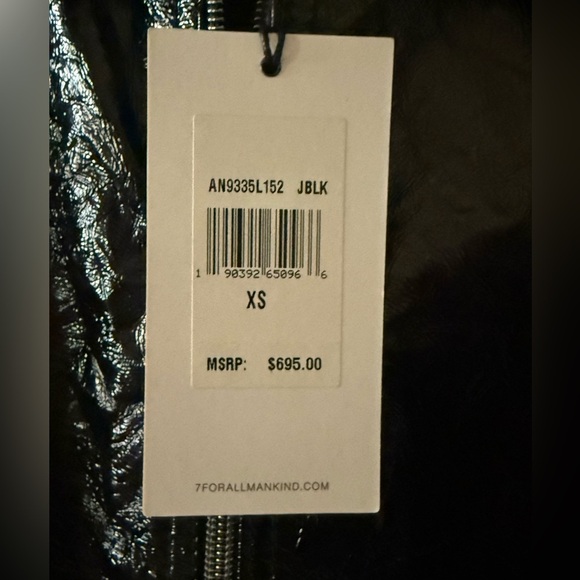 AN9335L152 JBLK
1 90392 65096 6
XS
MSRP: $695.00
7FORALLMANKIND.COM